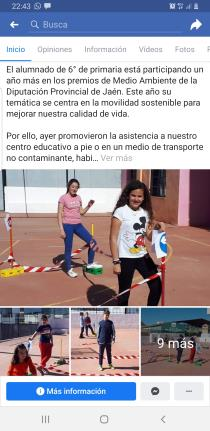 22:43
Busca
Inicio Opiniones Información Vídeos Fotos
El alumnado de 6° de primaria está participando un
año más en los premios de Medio Ambiente de la
Diputación Provincial de Jaén. Este año su
temática se centra en la movilidad sostenible para
mejorar nuestra calidad de vida.
Por ello, ayer promovieron la asistencia a nuestro
centro educativo a pie o en un medio de transporte
no contaminante, habi... Ver más
9 más
Más información